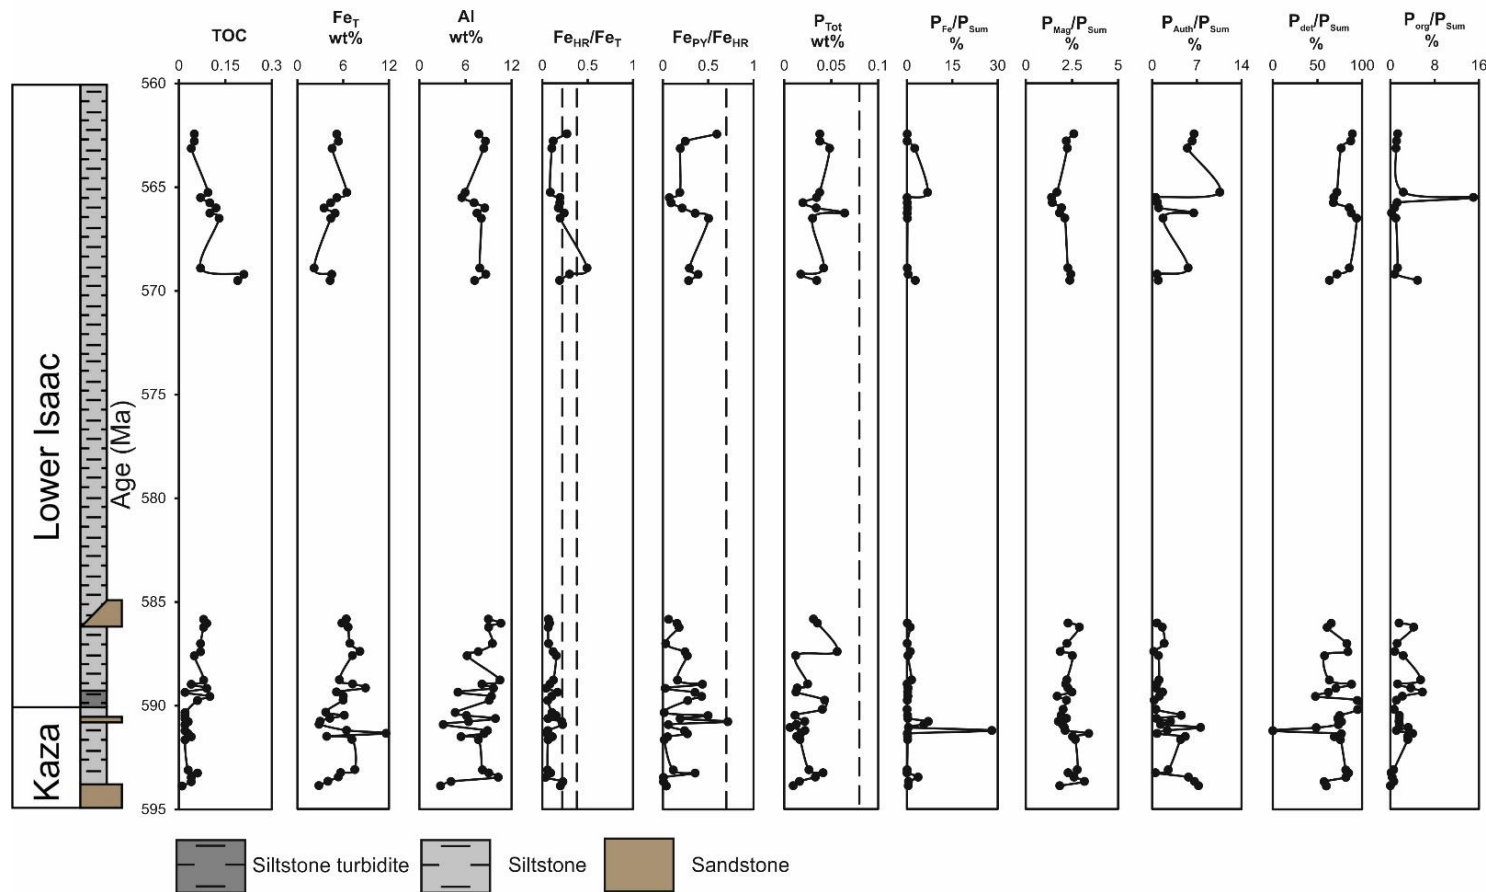 TOC
Fe_T
wt%
Al
wt%
Fe_HR/Fe_T
Fe_PY/Fe_HR
P_Tot
wt%
P_Fe/P_Sum
%
P_Mag/P_Sum
%
P_Auth/P_Sum
%
P_det/P_Sum
%
P_org/P_Sum
%
0 0.15 0.3
0 6 12
0 6 12
0 0.5 1
0 0.5 1
0 0.05 0.1
0 15 30
0 2.5 5
0 7 14
0 50 100
0 8 16
560
565
570
575
580
585
590
595
Age (Ma)
Lower Isaac
Kaza
Siltstone turbidite
Siltstone
Sandstone